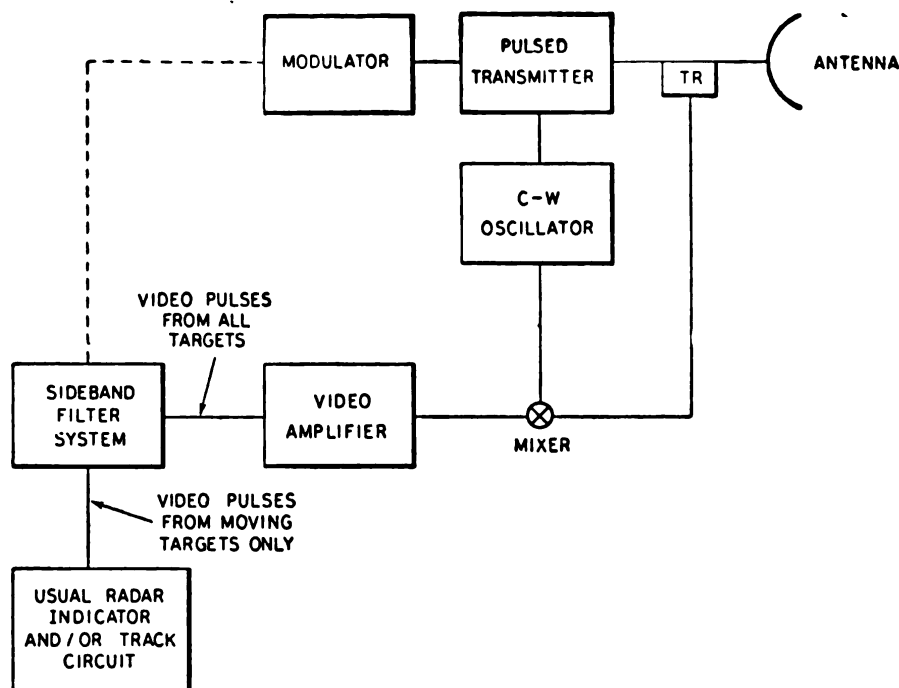 MODULATOR
PULSED
TRANSMITTER
TR
ANTENNA
C-W
OSCILLATOR
VIDEO PULSES
FROM ALL
TARGETS
SIDEBAND
FILTER
SYSTEM
VIDEO
AMPLIFIER
MIXER
VIDEO PULSES
FROM MOVING
TARGETS ONLY
USUAL RADAR
INDICATOR
AND/OR TRACK
CIRCUIT